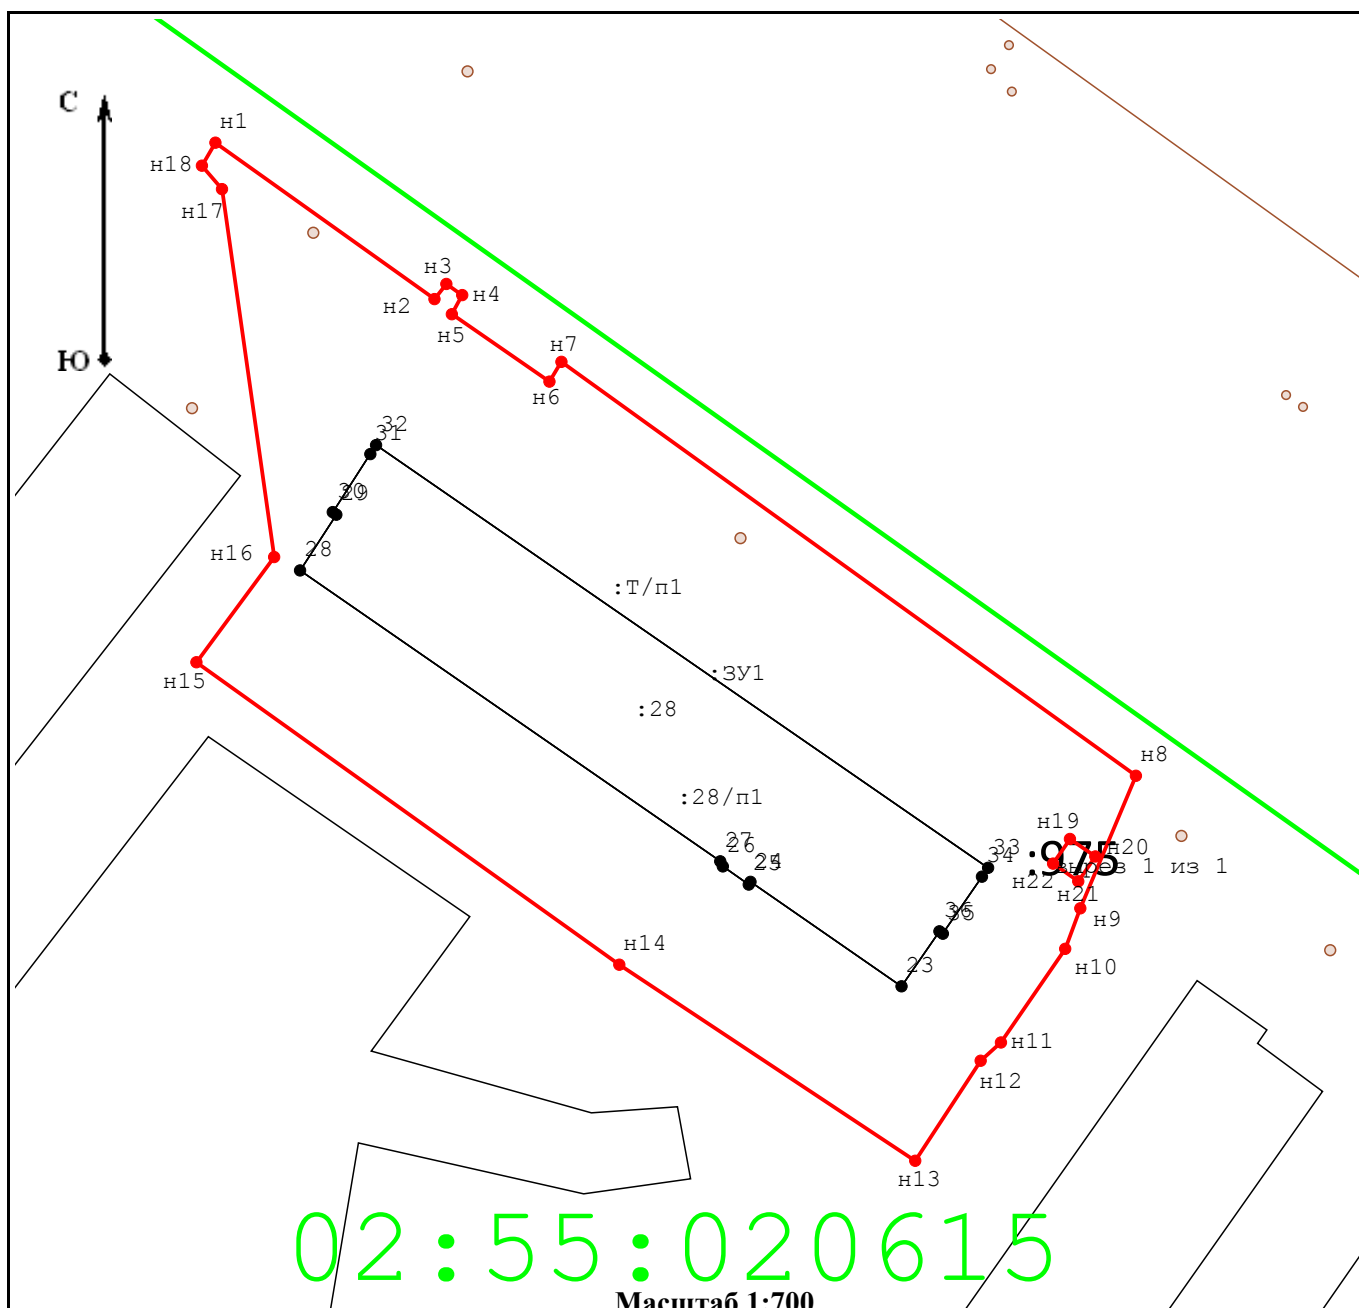 С
н1
н18
н17
н3
н4
н2
н5
н7
Ю
н6
32
31
30
29
28
н16
:Т/п1
:ЗУ1
н15
:28
н8
:28/п1
н19
27
26
24
25
33
34
:975
н20
вырез 1 из 1
н22
н21
н9
36
35
н14
н10
23
н11
н12
н13
02:55:020615
Масштаб 1:700